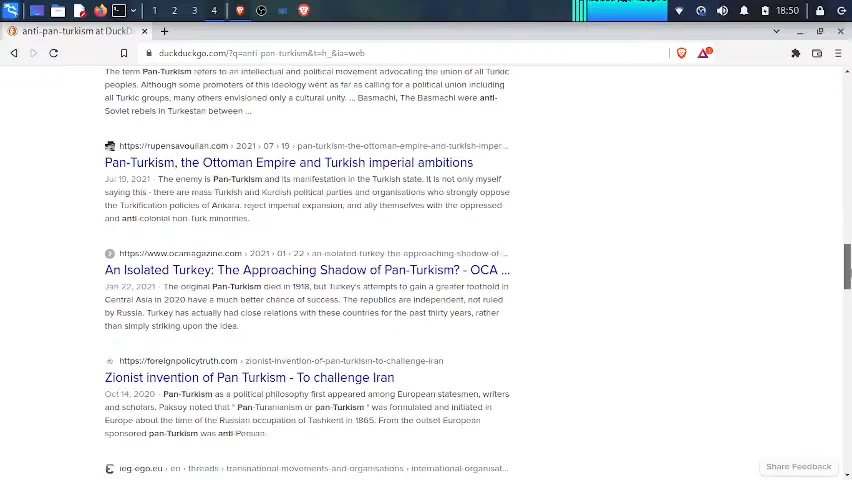 1 2 3 4 18:50
anti-pan-turkism at DuckD
duckduckgo.com/?q=anti-pan-turkism&t=h_&ia=web
The term Pan-Turkism refers to an intellectual and political movement advocating the union of all Turkic
peoples. Although some promoters of this ideology went as far as calling for a political union including
all Turkic groups, many others envisioned only a cultural unity. ... Basmachi, The Basmachi were anti-
Soviet rebels in Turkestan between ...
https://rupensavoulian.com › 2021 › 07 › 19 › pan-turkism-the-ottoman-empire-and-turkish-imper...
Pan-Turkism, the Ottoman Empire and Turkish imperial ambitions
Jul 19, 2021 · The enemy is Pan-Turkism and its manifestation in the Turkish state. It is not only myself
saying this - there are mass Turkish and Kurdish political parties and organisations who strongly oppose
the Turkification policies of Ankara, reject imperial expansion, and ally themselves with the oppressed
and anti-colonial non-Turk minorities.
https://www.ocamagazine.com › 2021 › 01 › 22 › an-isolated-turkey-the-approaching-shadow-of-...
An Isolated Turkey: The Approaching Shadow of Pan-Turkism? - OCA ...
Jan 22, 2021 · The original Pan-Turkism died in 1918, but Turkey's attempts to gain a greater foothold in
Central Asia in 2020 have a much better chance of success. The republics are independent, not ruled
by Russia. Turkey has actually had close relations with these countries for the past thirty years, rather
than simply striking upon the idea.
https://foreignpolicytruth.com › zionist-invention-of-pan-turkism-to-challenge-iran
Zionist invention of Pan Turkism - To challenge Iran
Oct 14, 2020 · Pan-Turkism as a political philosophy first appeared among European statesmen, writers
and scholars. Paksoy noted that " Pan-Turanianism or pan-Turkism " was formulated and initiated in
Europe about the time of the Russian occupation of Tashkent in 1865. From the outset European
sponsored pan-Turkism was anti-Persian.
ieg-ego.eu › en › threads › transnational-movements-and-organisations › international-organisat...
Share Feedback